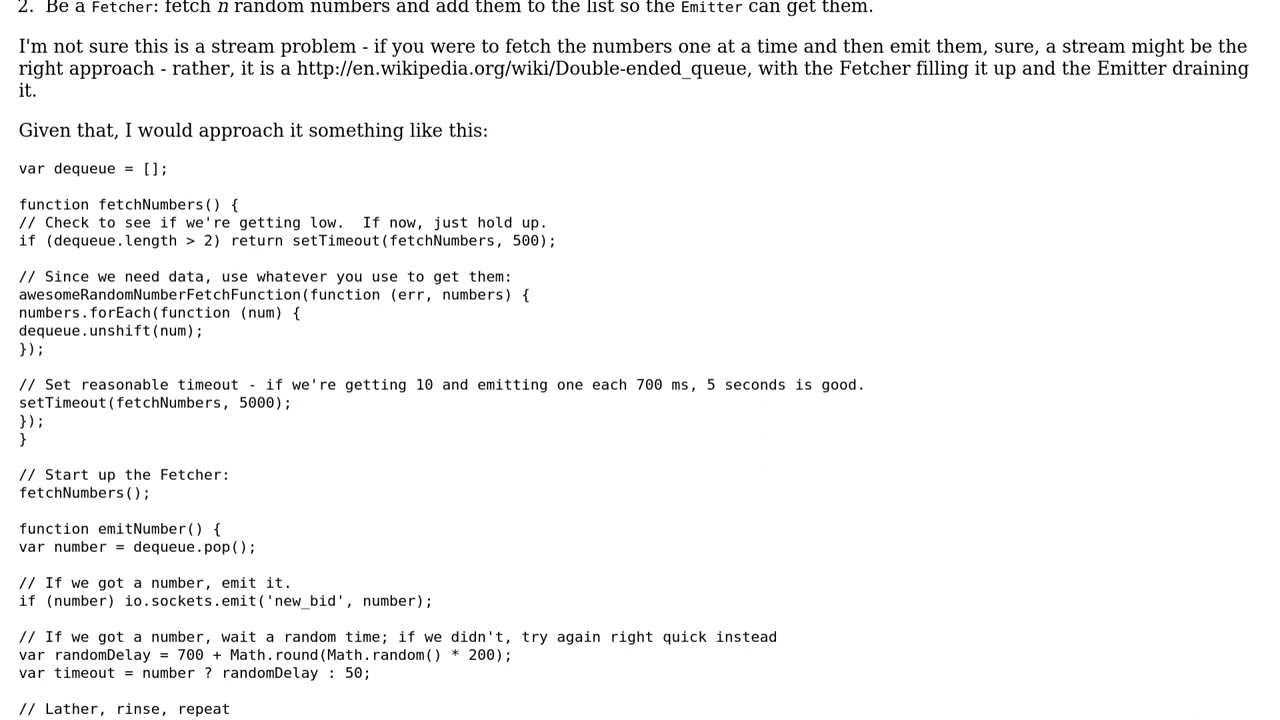 2. Be a Fetcher: fetch n random numbers and add them to the list so the Emitter can get them.
I'm not sure this is a stream problem - if you were to fetch the numbers one at a time and then emit them, sure, a stream might be the
right approach - rather, it is a http://en.wikipedia.org/wiki/Double-ended_queue, with the Fetcher filling it up and the Emitter draining
it.
Given that, I would approach it something like this:
var dequeue = [];
function fetchNumbers() {
// Check to see if we're getting low.  If now, just hold up.
if (dequeue.length > 2) return setTimeout(fetchNumbers, 500);
// Since we need data, use whatever you use to get them:
awesomeRandomNumberFetchFunction(function (err, numbers) {
numbers.forEach(function (num) {
dequeue.unshift(num);
});
// Set reasonable timeout - if we're getting 10 and emitting one each 700 ms, 5 seconds is good.
setTimeout(fetchNumbers, 5000);
});
}
// Start up the Fetcher:
fetchNumbers();
function emitNumber() {
var number = dequeue.pop();
// If we got a number, emit it.
if (number) io.sockets.emit('new_bid', number);
// If we got a number, wait a random time; if we didn't, try again right quick instead
var randomDelay = 700 + Math.round(Math.random() * 200);
var timeout = number ? randomDelay : 50;
// Lather, rinse, repeat